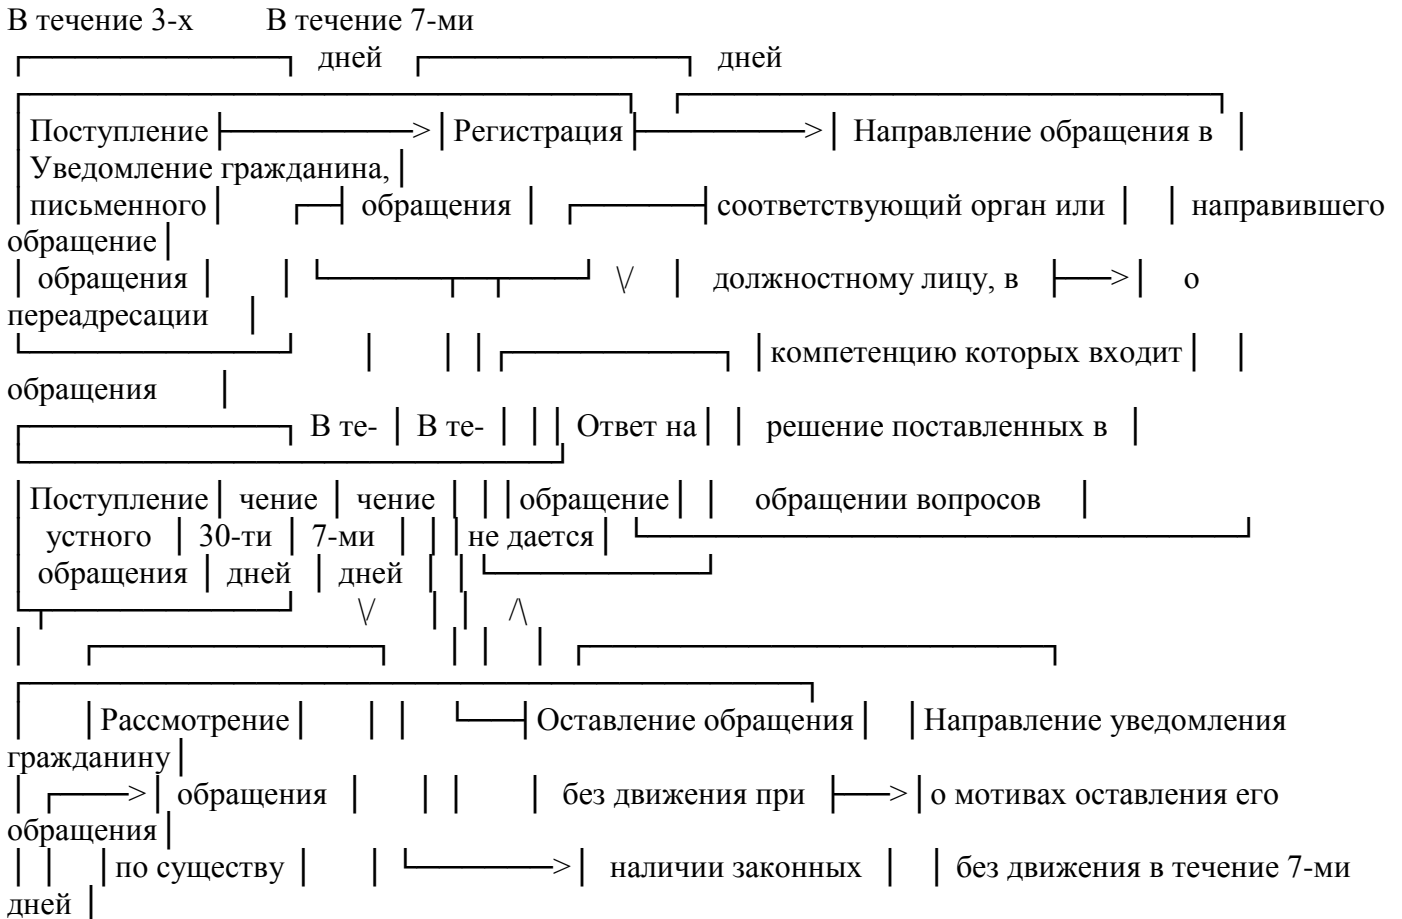 В течение 3-х В течение 7-ми
┌──────────────┐ дней ┌──────────────┐ дней
┌────────────────────────────────┐ ┌─────────────────────────────┐
│Поступление├──────────>│Регистрация├─────────>│ Направление обращения в │
│Уведомление гражданина,│
│письменного│ ┌─┤ обращения │ ┌───────┤соответствующий орган или │ │ направившего
обращение│
│ обращения │ │ └───────┬─┬────┘ \/ │ должностному лицу, в ├──>│ о
переадресации │
└──────────────┘ │ │ │┌────────────┐ │компетенцию которых входит│ │
обращения │
┌──────────────┐ В те- │ В те- │ ││ Ответ на│ │ решение поставленных в │
└────────────────────────────┘
│Поступление│ чение │ чение │ ││обращение│ │ обращении вопросов │
│ устного │ 30-ти │ 7-ми │ ││не дается│ └────────────────────────────────┘
│ обращения │ дней │ дней │ │└────────────┘
└┬─────────────┘ \/ │ │ /\
│ ┌───────────────┐ │ │ │ ┌─────────────────────────┐
┌──────────────────────────────────────────┐
│ │Рассмотрение│ │ │ └───┤Оставление обращения│ │Направление уведомления
гражданину│
│ ┌────>│ обращения │ │ │ │ без движения при ├──>│о мотивах оставления его
обращения│
│ │ │по существу │ │ └───────>│ наличии законных │ │ без движения в течение 7-ми
дней │